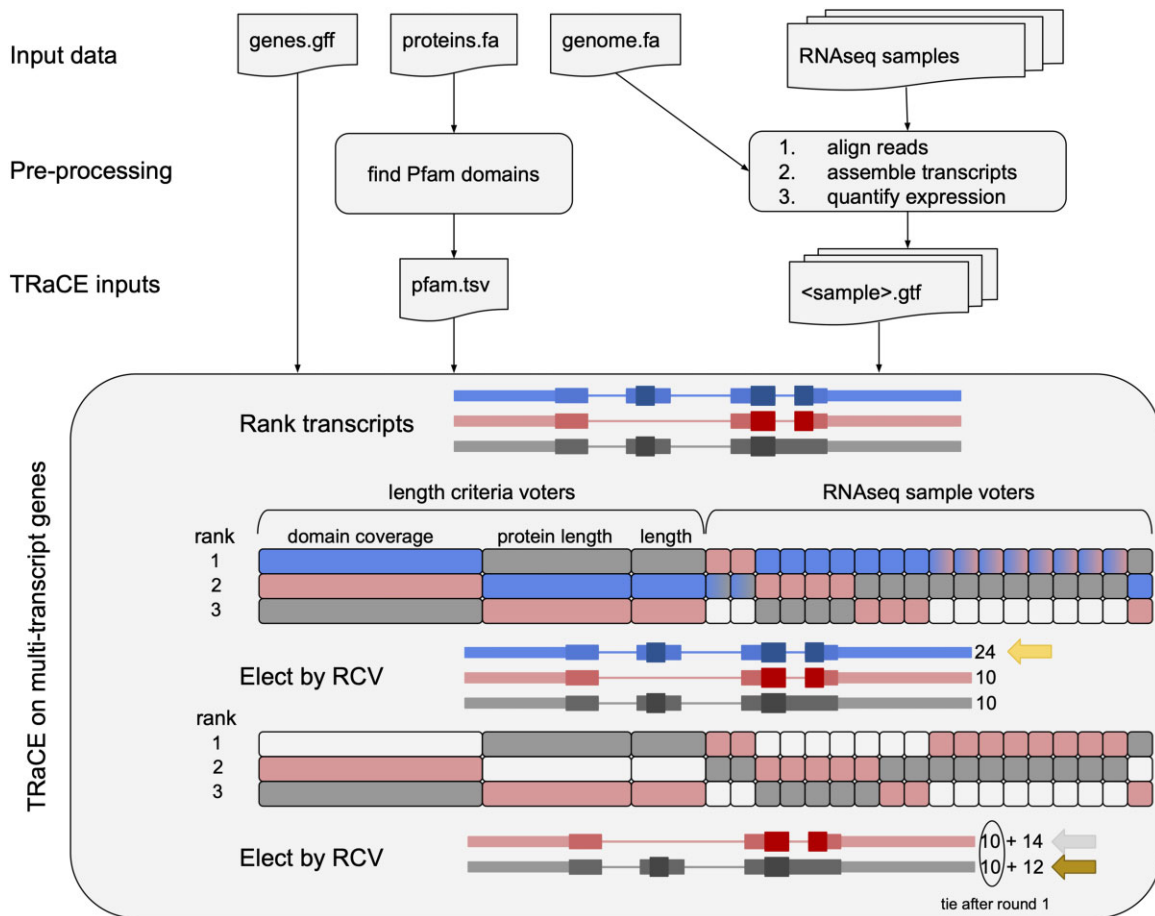 Input data
genes.gff
proteins.fa
genome.fa
RNAseq samples
Pre-processing
find Pfam domains
1. align reads
2. assemble transcripts
3. quantify expression
TRaCE inputs
pfam.tsv
<sample>.gtf
TRaCE on multi-transcript genes
Rank transcripts
length criteria voters
RNAseq sample voters
rank
domain coverage
protein length
length
1
2
3
Elect by RCV
24
10
10
rank
1
2
3
Elect by RCV
10 + 14
10 + 12
tie after round 1